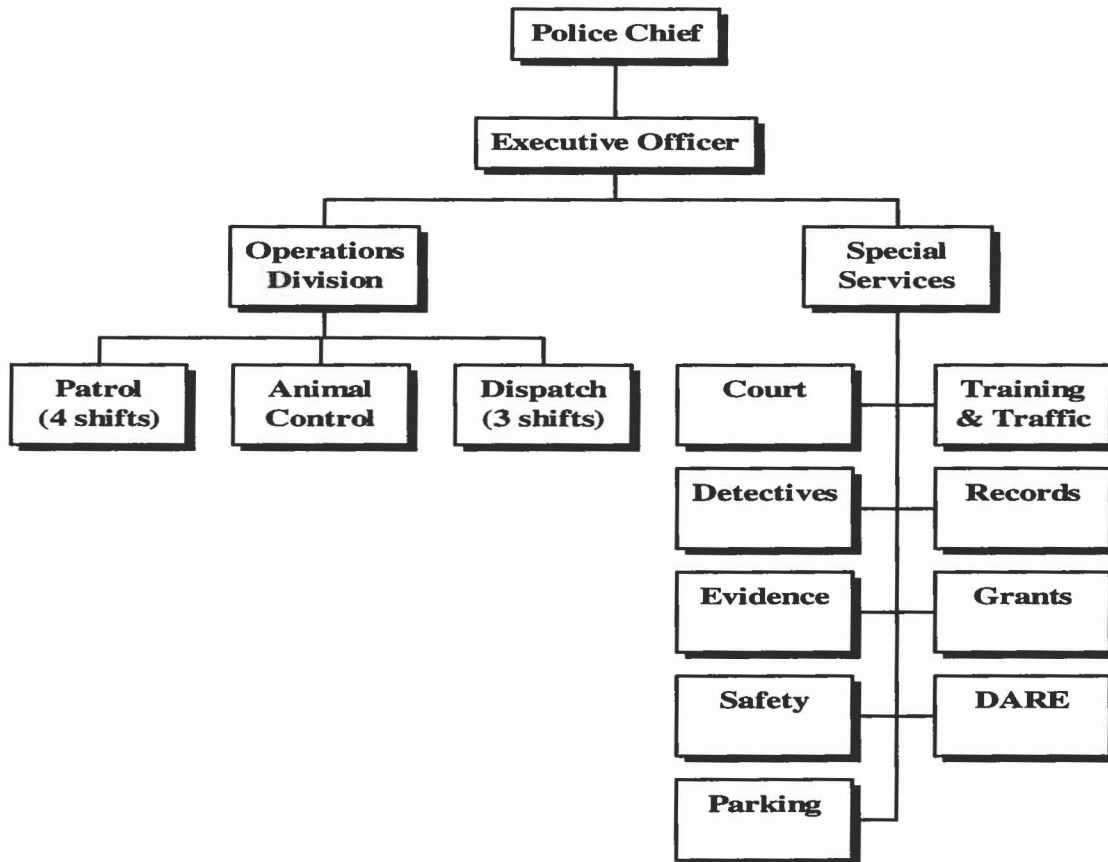 Police Chief
Executive Officer
Operations
Division
Special
Services
Patrol
(4 shifts)
Animal
Control
Dispatch
(3 shifts)
Court
Training
& Traffic
Detectives
Records
Evidence
Grants
Safety
DARE
Parking